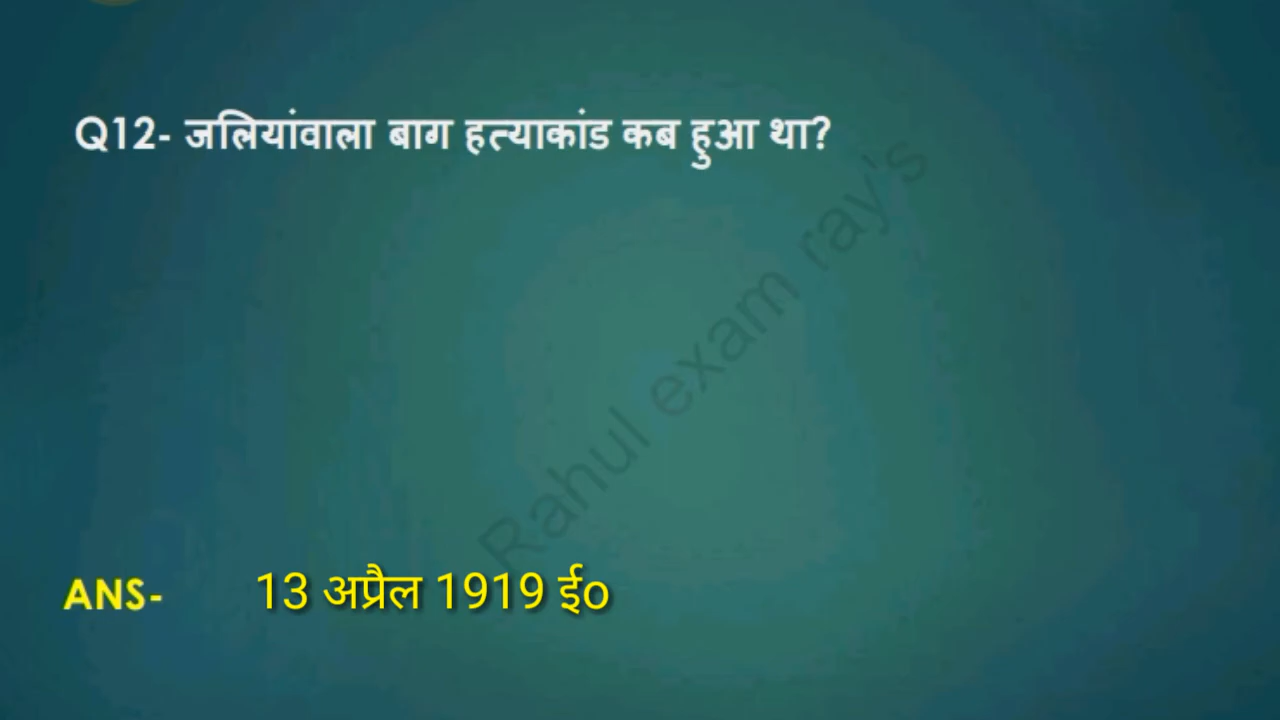 Q12- जलियांवाला बाग हत्याकांड कब हुआ था?
Rahul exam ray's
ANS- 13 अप्रैल 1919 ई०